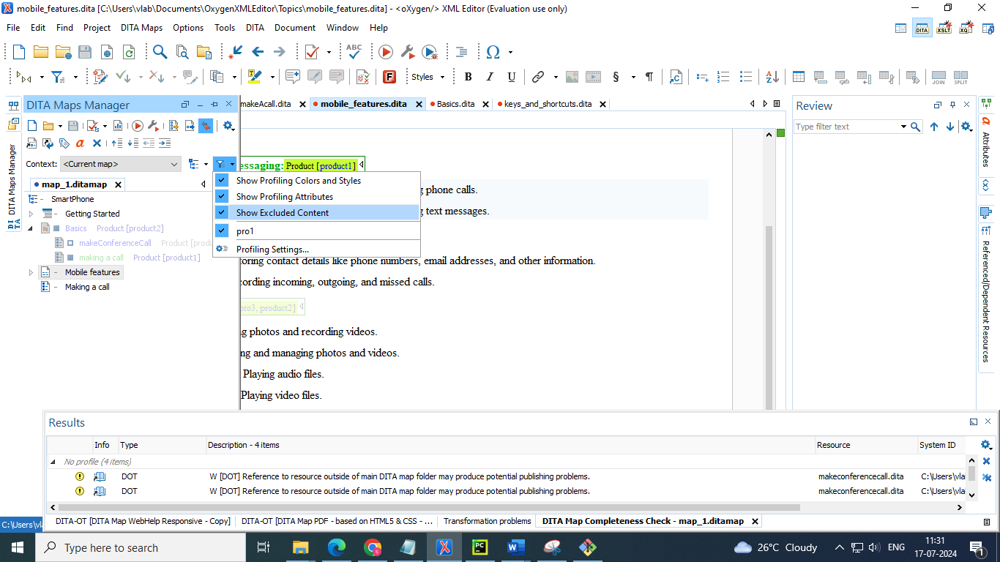 mobile_features.dita [C:\Users\vlab\Documents\OxygenXMLEditor\Topics\mobile_features.dita] - <oXygen/> XML Editor (Evaluation use only)
File Edit Find Project DITA Maps Options Tools DITA Document Window Help
DITA XSLT XQ
ABC
Styles B I U § ¶ JOIN SPLIT
DITA Maps Manager
makeAcall.dita mobile_features.dita Basics.dita keys_and_shortcuts.dita
Review
Type filter text
Context: <Current map>
essaging: Product [product1]
map_1.ditamap
Show Profiling Colors and Styles
Show Profiling Attributes
Show Excluded Content
pro1
Profiling Settings...
SmartPhone
Getting Started
Basics Product [product2]
makeConferenceCall Product [produ
making a call Product [product1]
Mobile features
Making a call
g phone calls.
g text messages.
oring contact details like phone numbers, email addresses, and other information.
cording incoming, outgoing, and missed calls.
pro3, product2]
g photos and recording videos.
ng and managing photos and videos.
Playing audio files.
Playing video files.
DITA Maps Manager
DITA
Attributes
Referenced/Dependent Resources
Results
Info Type Description - 4 items Resource System ID
No profile (4 items)
DOT W [DOT] Reference to resource outside of main DITA map folder may produce potential publishing problems. makeconferencecall.dita C:\Users\vla
DOT W [DOT] Reference to resource outside of main DITA map folder may produce potential publishing problems. makeconferencecall.dita C:\Users\vla
C:\Users\vla
DITA-OT [DITA Map WebHelp Responsive - Copy] DITA-OT [DITA Map PDF - based on HTML5 & CSS - ... Transformation problems DITA Map Completeness Check - map_1.ditamap
Type here to search
26°C Cloudy
ENG
11:31
17-07-2024
1